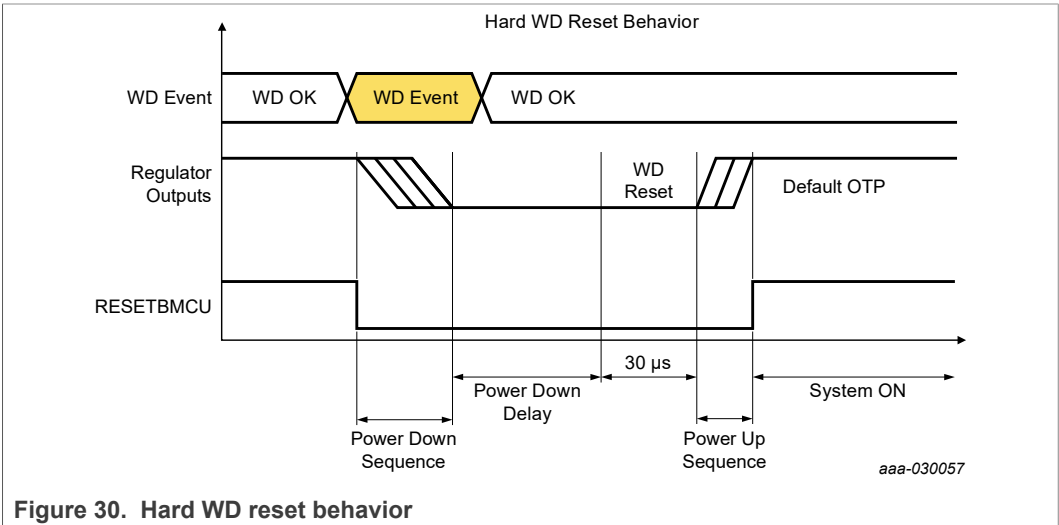 Hard WD Reset Behavior
WD Event
WD OK
WD Event
WD OK
Regulator
Outputs
WD
Reset
Default OTP
RESETBMCU
30 µs
Power Down
Delay
System ON
Power Down
Sequence
Power Up
Sequence
aaa-030057
Figure 30. Hard WD reset behavior